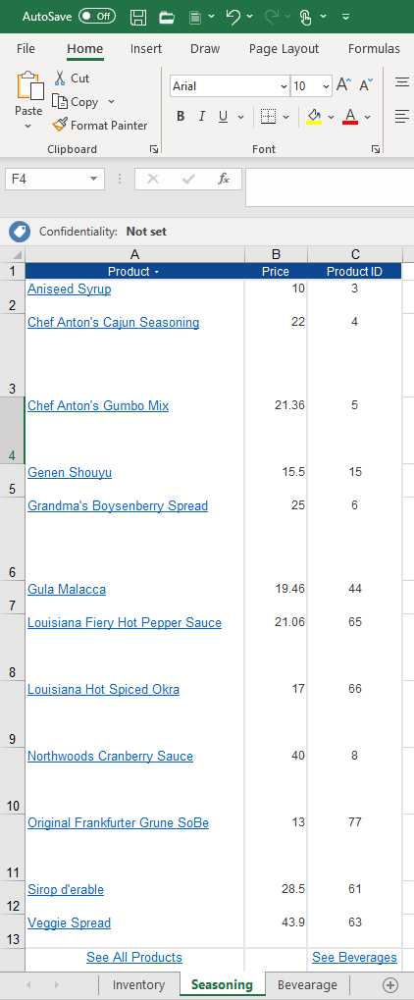 AutoSave Off
File Home Insert Draw Page Layout Formulas
Cut
Copy
Paste
Format Painter
Arial 10 A A
B I U A
Clipboard Font
F4 fx
Confidentiality: Not set
A B C
1 Product Price Product ID
2 Aniseed Syrup 10 3
3 Chef Anton's Cajun Seasoning 22 4
4 Chef Anton's Gumbo Mix 21.36 5
5 Genen Shouyu 15.5 15
6 Grandma's Boysenberry Spread 25 6
7 Gula Malacca 19.46 44
8 Louisiana Fiery Hot Pepper Sauce 21.06 65
9 Louisiana Hot Spiced Okra 17 66
10 Northwoods Cranberry Sauce 40 8
11 Original Frankfurter Grune SoBe 13 77
12 Sirop d'erable 28.5 61
13 Veggie Spread 43.9 63
See All Products See Beverages
Inventory Seasoning Bevearage